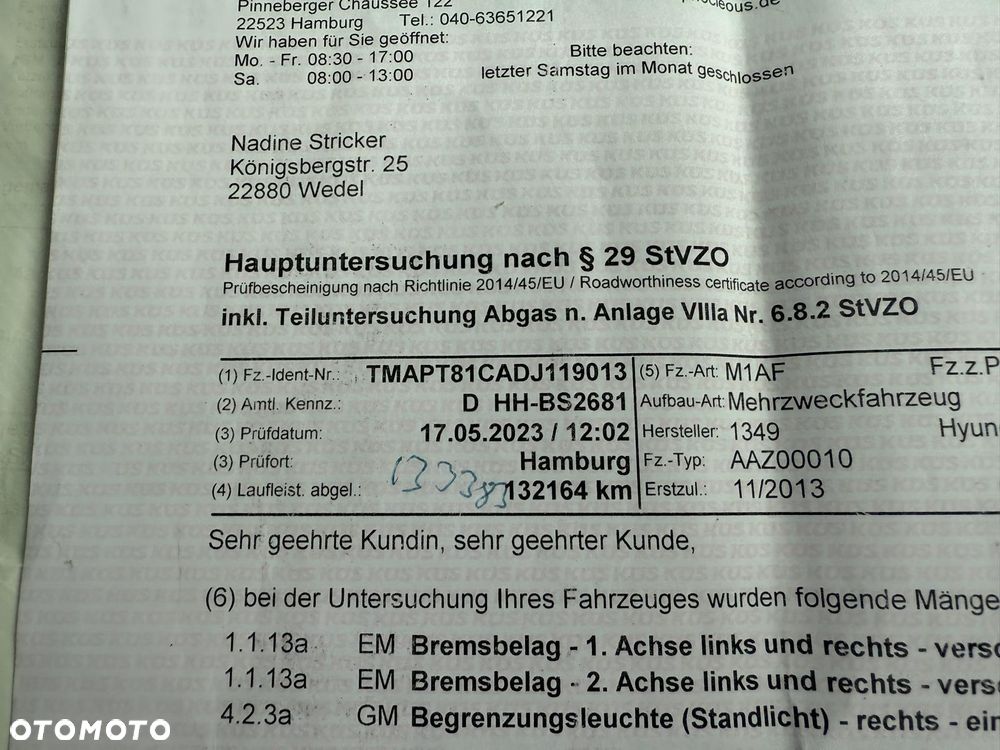 Pinneberger Chaussee 122
22523 Hamburg Tel.: 040-63651221
Wir haben für Sie geöffnet:
Mo. - Fr. 08:30 - 17:00
Sa. 08:00 - 13:00
Bitte beachten:
letzter Samstag im Monat geschlossen
Nadine Stricker
Königsbergstr. 25
22880 Wedel
Hauptuntersuchung nach § 29 StVZO
Prüfbescheinigung nach Richtlinie 2014/45/EU / Roadworthiness certificate according to 2014/45/EU
inkl. Teiluntersuchung Abgas n. Anlage VIIIa Nr. 6.8.2 StVZO
(1) Fz.-Ident-Nr.: TMAPT81CADJ119013 (5) Fz.-Art: M1AF Fz.z.P
(2) Amtl. Kennz.: D HH-BS2681 Aufbau-Art: Mehrzweckfahrzeug
(3) Prüfdatum: 17.05.2023 / 12:02 Hersteller: 1349 Hyun
(3) Prüfort: Hamburg Fz.-Typ: AAZ00010
(4) Laufleist. abgel.: 133383 132164 km Erstzul.: 11/2013
Sehr geehrte Kundin, sehr geehrter Kunde,
(6) bei der Untersuchung Ihres Fahrzeuges wurden folgende Mänge
1.1.13a EM Bremsbelag - 1. Achse links und rechts - versc
1.1.13a EM Bremsbelag - 2. Achse links und rechts - versc
4.2.3a GM Begrenzungsleuchte (Standlicht) - rechts - ein
OTOMOTO